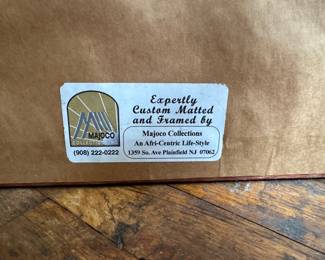 MAJOCO
COLLECTIONS
(908) 222-0222
Expertly
Custom Matted
and Framed by
Majoco Collections
An Afri-Centric Life-Style
1359 So. Ave Plainfield NJ 07062